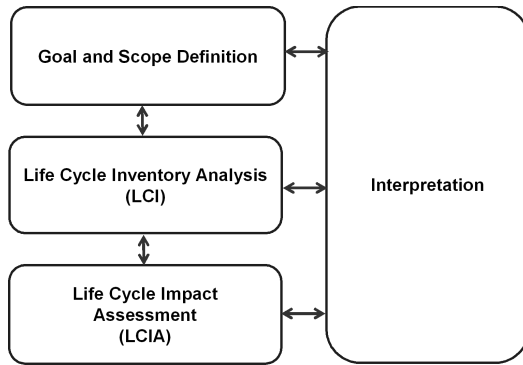 Goal and Scope Definition
Life Cycle Inventory Analysis
(LCI)
Interpretation
Life Cycle Impact
Assessment
(LCIA)